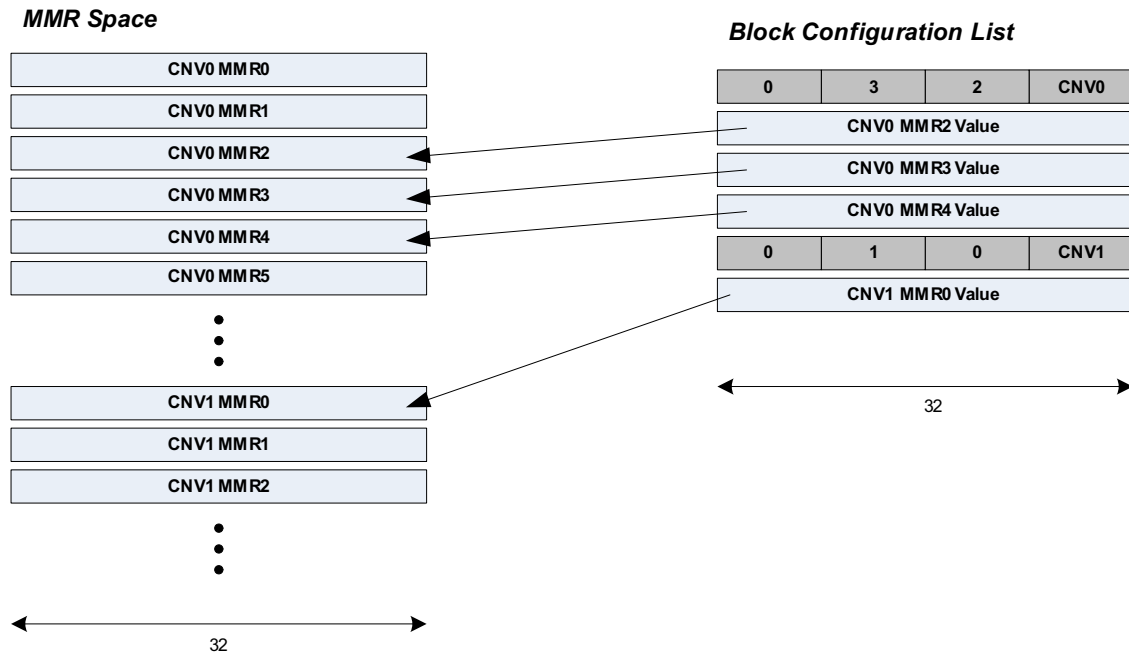 MMR Space
CNV0 MMR0
CNV0 MMR1
CNV0 MMR2
CNV0 MMR3
CNV0 MMR4
CNV0 MMR5
CNV1 MMR0
CNV1 MMR1
CNV1 MMR2
32
Block Configuration List
0 3 2 CNV0
CNV0 MMR2 Value
CNV0 MMR3 Value
CNV0 MMR4 Value
0 1 0 CNV1
CNV1 MMR0 Value
32